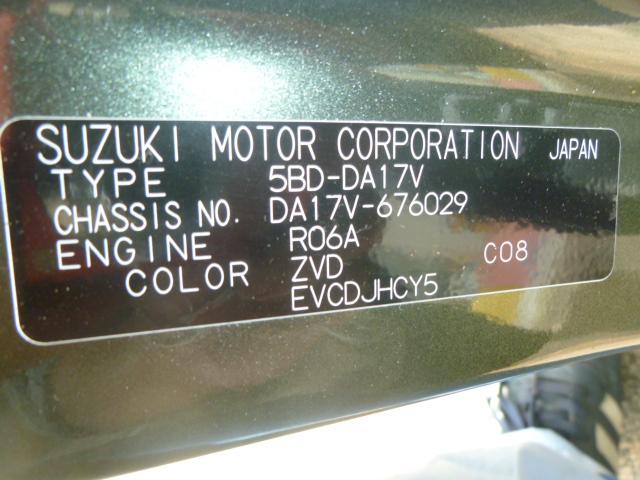 SUZUKI MOTOR CORPORATION JAPAN
TYPE 5BD-DA17V
CHASSIS NO. DA17V-676029
ENGINE R06A C08
COLOR ZVD
EVCDJHCY5